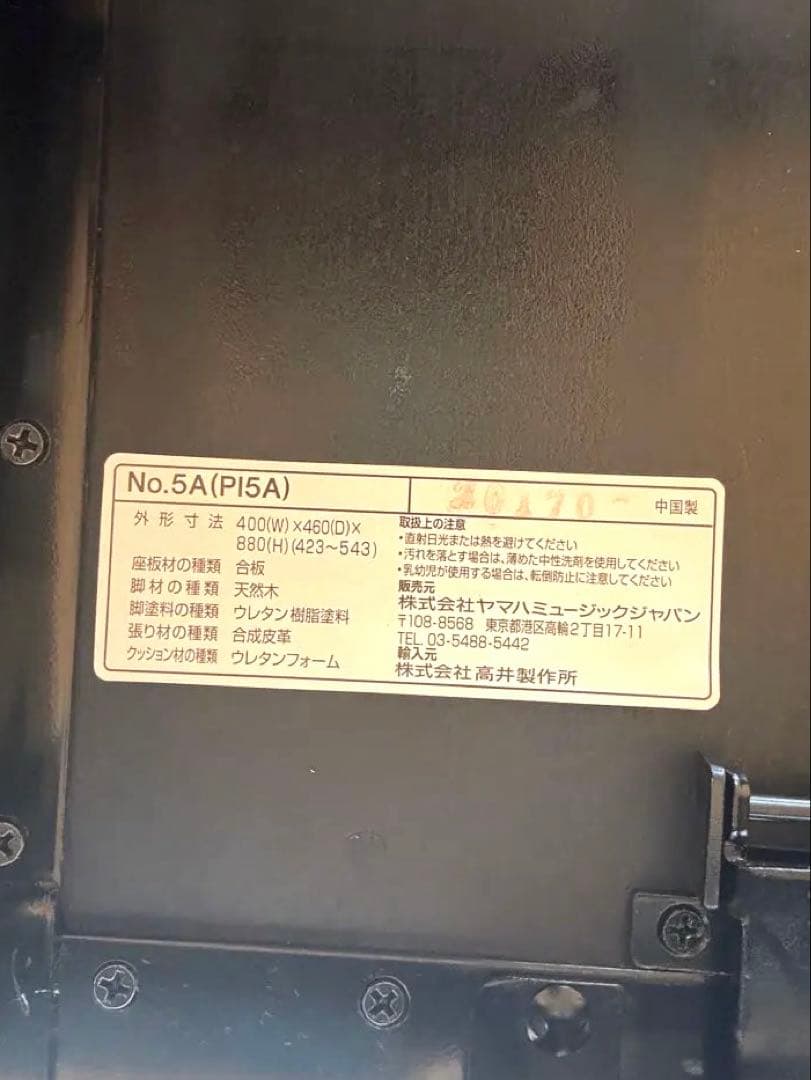 No.5A(PI5A)
中国製
外形寸法 400(W)×460(D)×
880(H)(423～543)
座板材の種類 合板
脚材の種類 天然木
脚塗料の種類 ウレタン樹脂塗料
張り材の種類 合成皮革
クッション材の種類 ウレタンフォーム
取扱上の注意
・直射日光または熱を避けてください
・汚れを落とす場合は、薄めた中性洗剤を使用してください
・乳幼児が使用する場合は、転倒防止に注意してください
販売元
株式会社ヤマハミュージックジャパン
〒108-8568 東京都港区高輪2丁目17-11
TEL. 03-5488-5442
輸入元
株式会社高井製作所